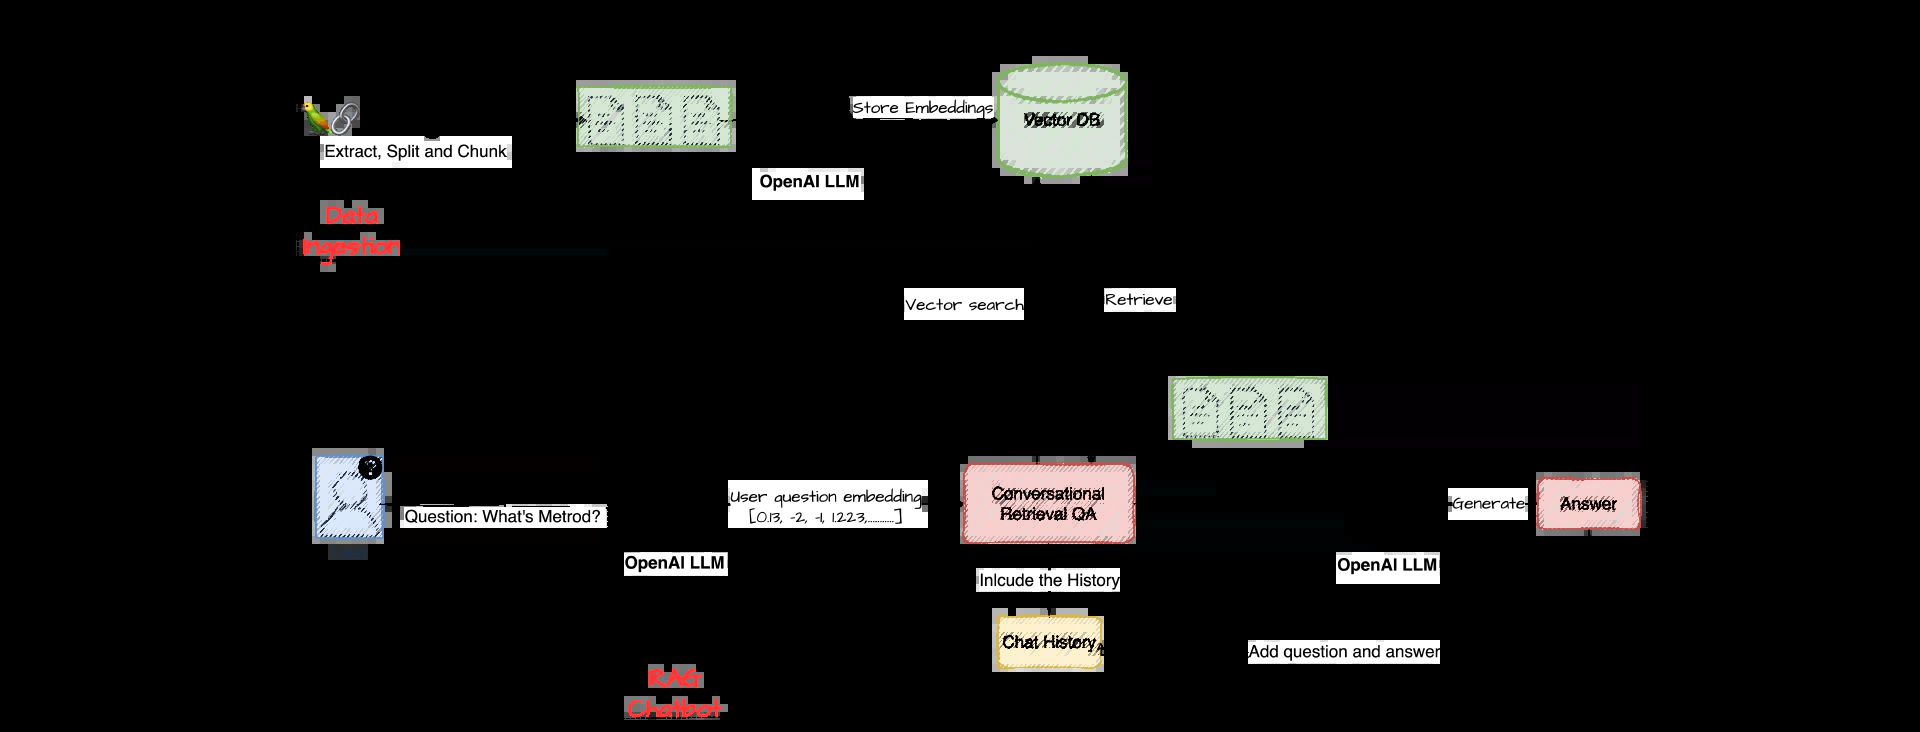 Store Embeddings
Vector DB
Extract, Split and Chunk
OpenAI LLM
Data
Ingestion
Vector search
Retrieve
?
User question embedding
[0.13, -2, -1, 1.223,...........]
Conversational
Retrieval QA
Generate
Answer
Question: What's Metrod?
OpenAI LLM
OpenAI LLM
Inlcude the History
Chat History
Add question and answer
RAG
Chatbot